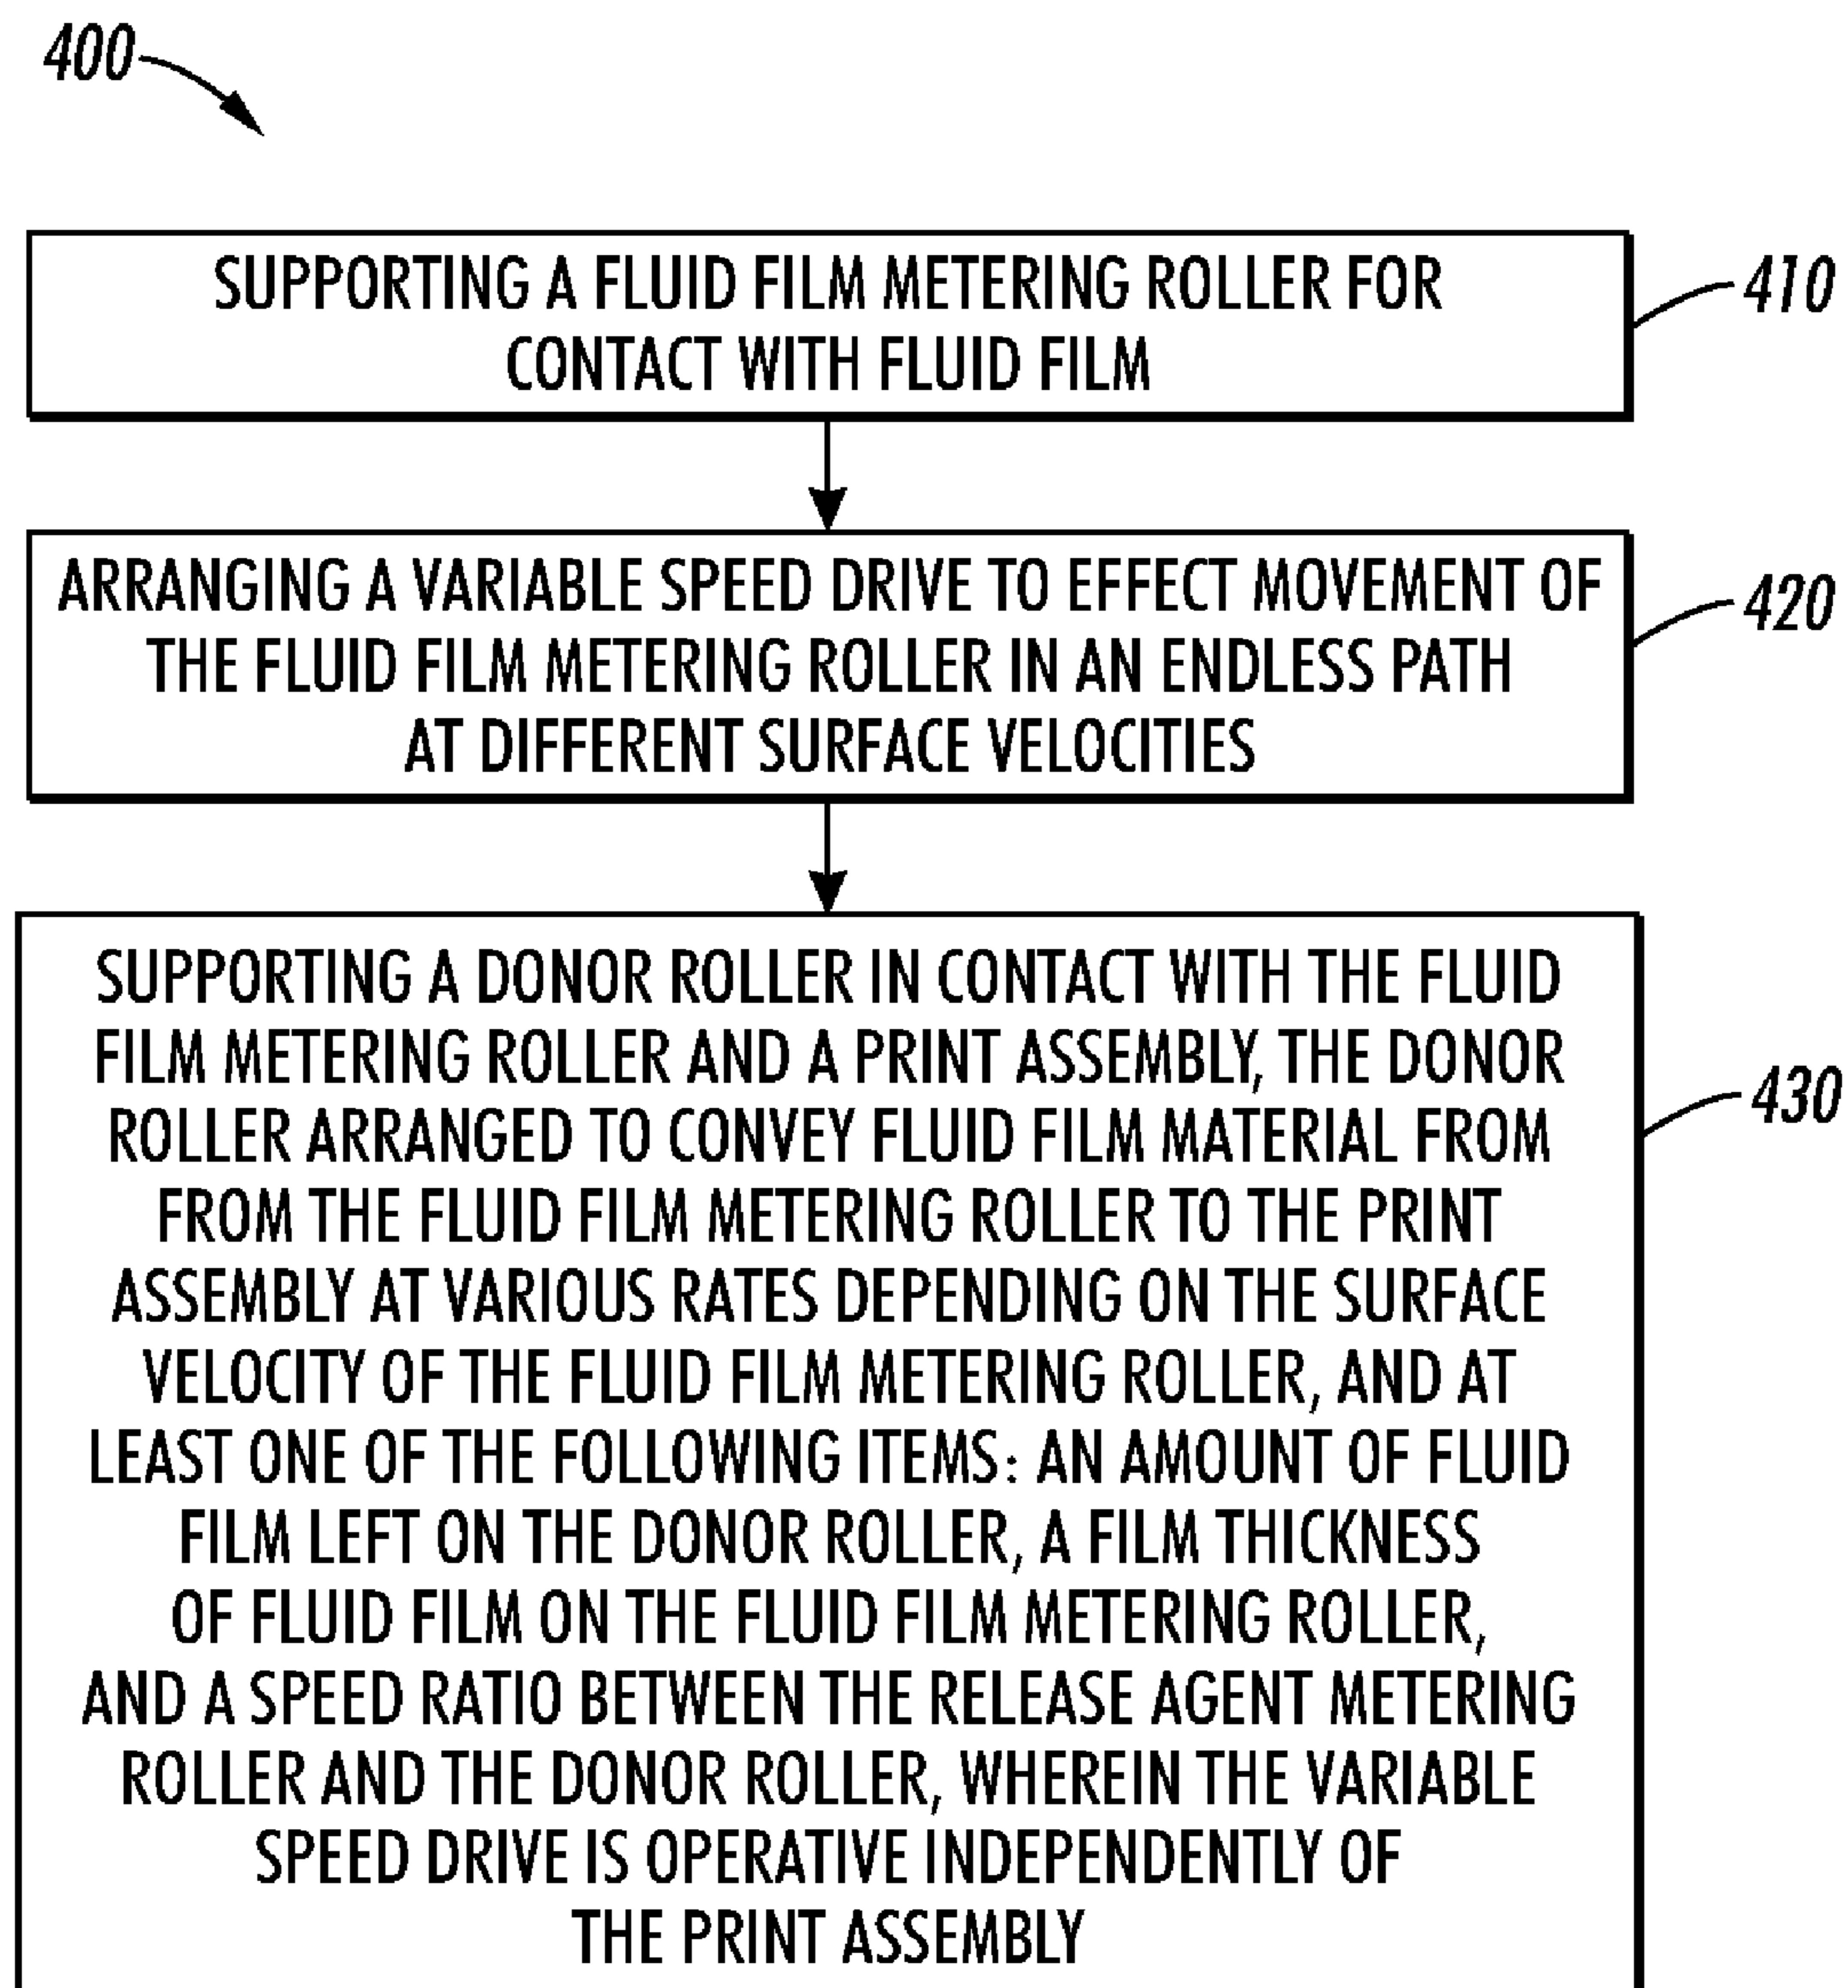 400
SUPPORTING A FLUID FILM METERING ROLLER FOR
CONTACT WITH FLUID FILM
410
ARRANGING A VARIABLE SPEED DRIVE TO EFFECT MOVEMENT OF
THE FLUID FILM METERING ROLLER IN AN ENDLESS PATH
AT DIFFERENT SURFACE VELOCITIES
420
SUPPORTING A DONOR ROLLER IN CONTACT WITH THE FLUID
FILM METERING ROLLER AND A PRINT ASSEMBLY, THE DONOR
ROLLER ARRANGED TO CONVEY FLUID FILM MATERIAL FROM
FROM THE FLUID FILM METERING ROLLER TO THE PRINT
ASSEMBLY AT VARIOUS RATES DEPENDING ON THE SURFACE
VELOCITY OF THE FLUID FILM METERING ROLLER, AND AT
LEAST ONE OF THE FOLLOWING ITEMS: AN AMOUNT OF FLUID
FILM LEFT ON THE DONOR ROLLER, A FILM THICKNESS
OF FLUID FILM ON THE FLUID FILM METERING ROLLER,
AND A SPEED RATIO BETWEEN THE RELEASE AGENT METERING
ROLLER AND THE DONOR ROLLER, WHEREIN THE VARIABLE
SPEED DRIVE IS OPERATIVE INDEPENDENTLY OF
THE PRINT ASSEMBLY
430